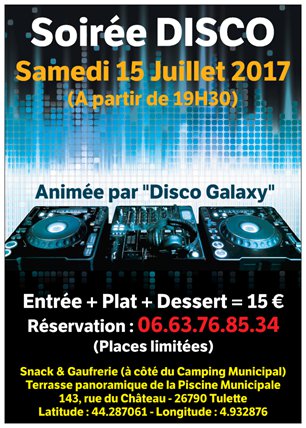 Soirée DISCO
Samedi 15 Juillet 2017
(A partir de 19H30)
Animée par "Disco Galaxy"
Entrée + Plat + Dessert = 15 €
Réservation : 06.63.76.85.34
(Places limitées)
Snack & Gaufrerie (à côté du Camping Municipal)
Terrasse panoramique de la Piscine Municipale
143, rue du Château - 26790 Tulette
Latitude : 44.287061 - Longitude : 4.932876